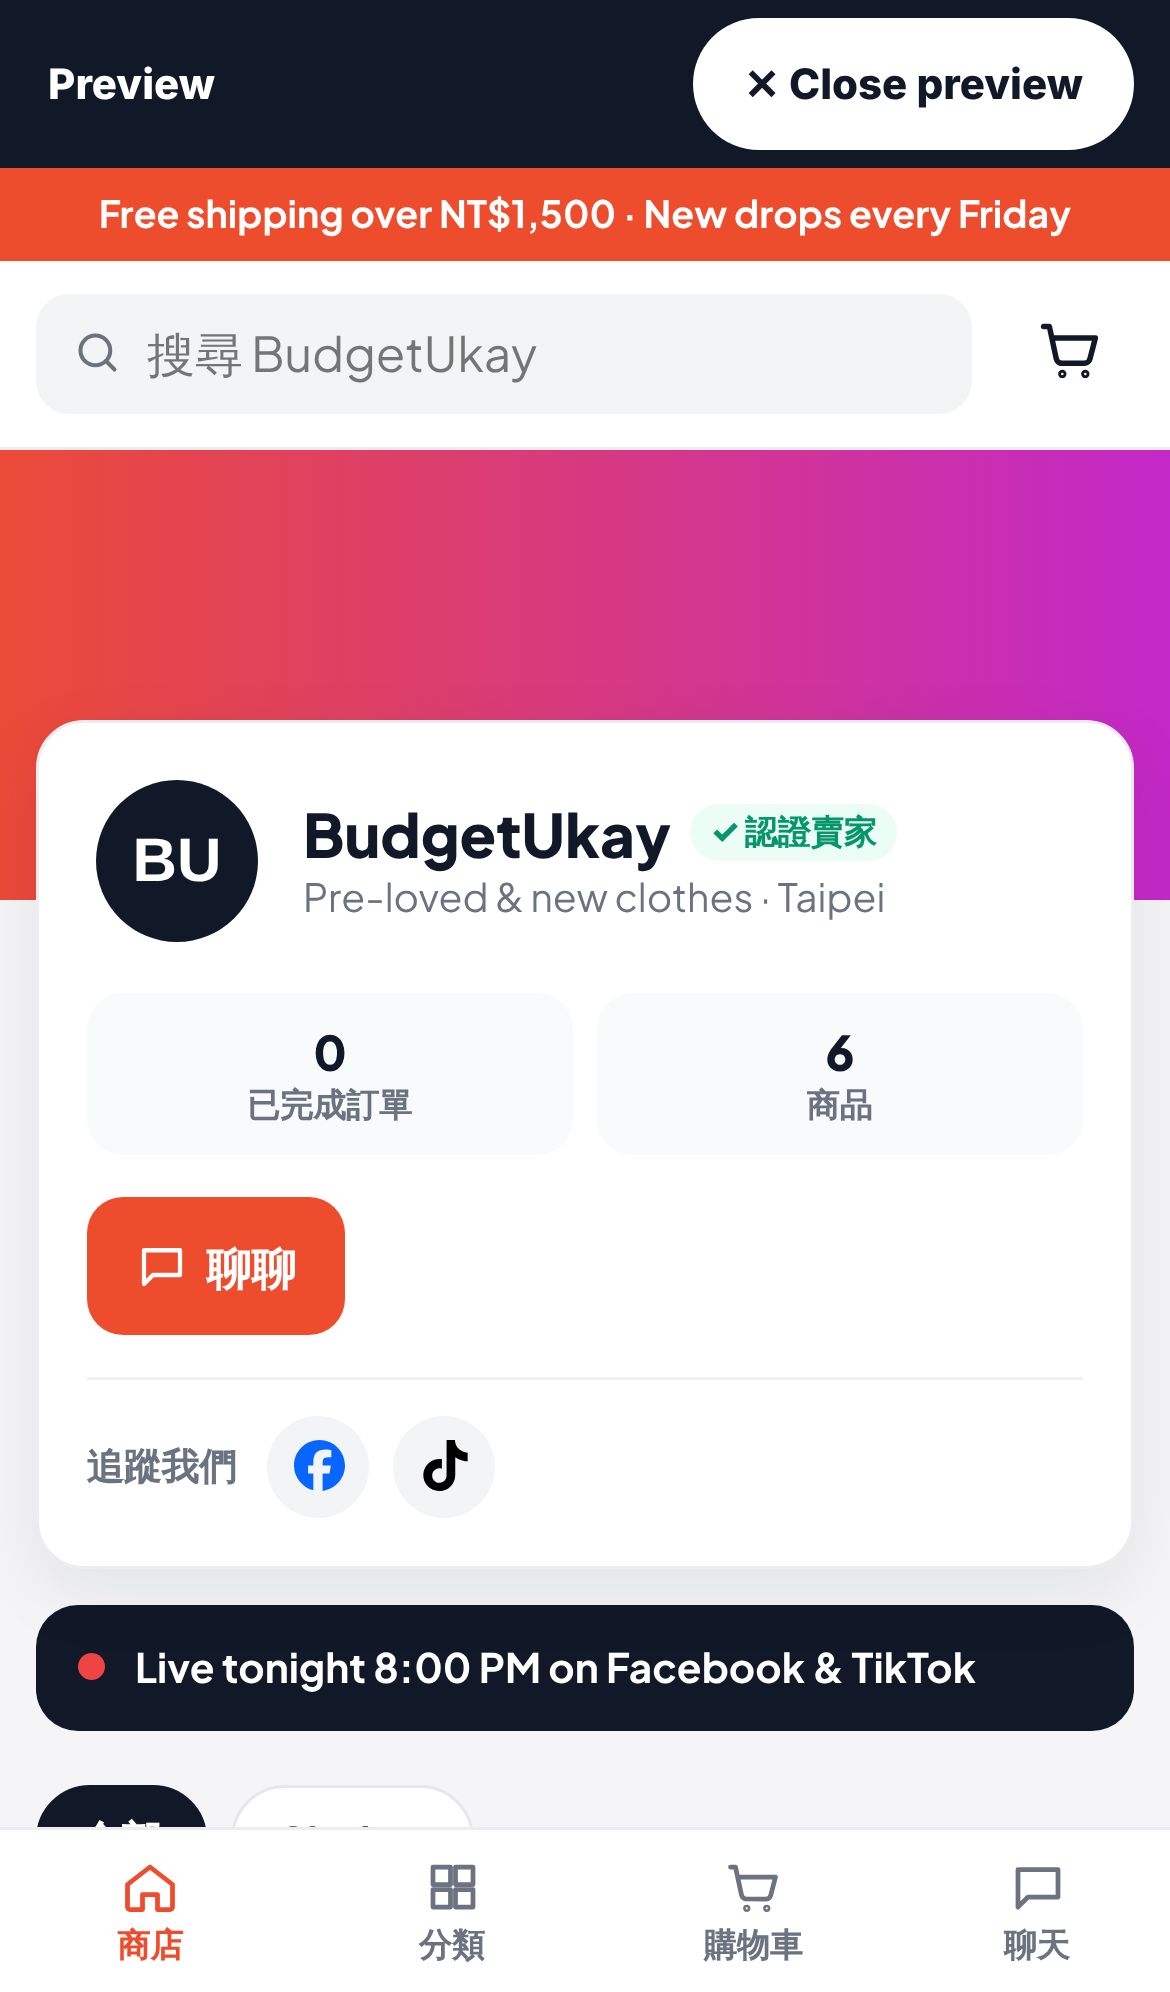 Preview
✕ Close preview
Free shipping over NT$1,500 · New drops every Friday
搜尋 BudgetUkay
BU
BudgetUkay
✓ 認證賣家
Pre-loved & new clothes · Taipei
0
已完成訂單
6
商品
聊聊
追蹤我們
Live tonight 8:00 PM on Facebook & TikTok
全部
商店
分類
購物車
聊天